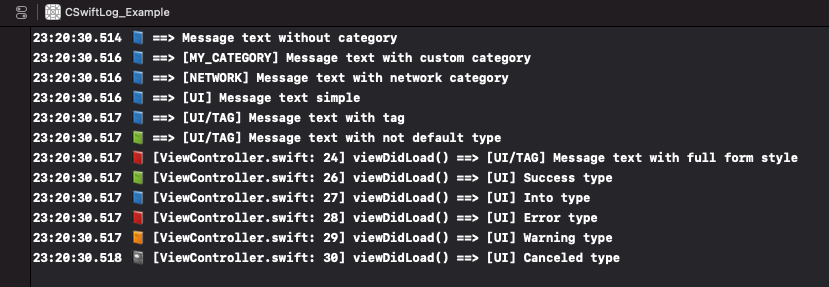 CSwiftLog_Example
23:20:30.514 📘 ==> Message text without category
23:20:30.516 📘 ==> [MY_CATEGORY] Message text with custom category
23:20:30.516 📘 ==> [NETWORK] Message text with network category
23:20:30.516 📘 ==> [UI] Message text simple
23:20:30.517 📘 ==> [UI/TAG] Message text with tag
23:20:30.517 📗 ==> [UI/TAG] Message text with not default type
23:20:30.517 📕 [ViewController.swift: 24] viewDidLoad() ==> [UI/TAG] Message text with full form style
23:20:30.517 📗 [ViewController.swift: 26] viewDidLoad() ==> [UI] Success type
23:20:30.517 📘 [ViewController.swift: 27] viewDidLoad() ==> [UI] Into type
23:20:30.517 📕 [ViewController.swift: 28] viewDidLoad() ==> [UI] Error type
23:20:30.517 📙 [ViewController.swift: 29] viewDidLoad() ==> [UI] Warning type
23:20:30.518 📓 [ViewController.swift: 30] viewDidLoad() ==> [UI] Canceled type